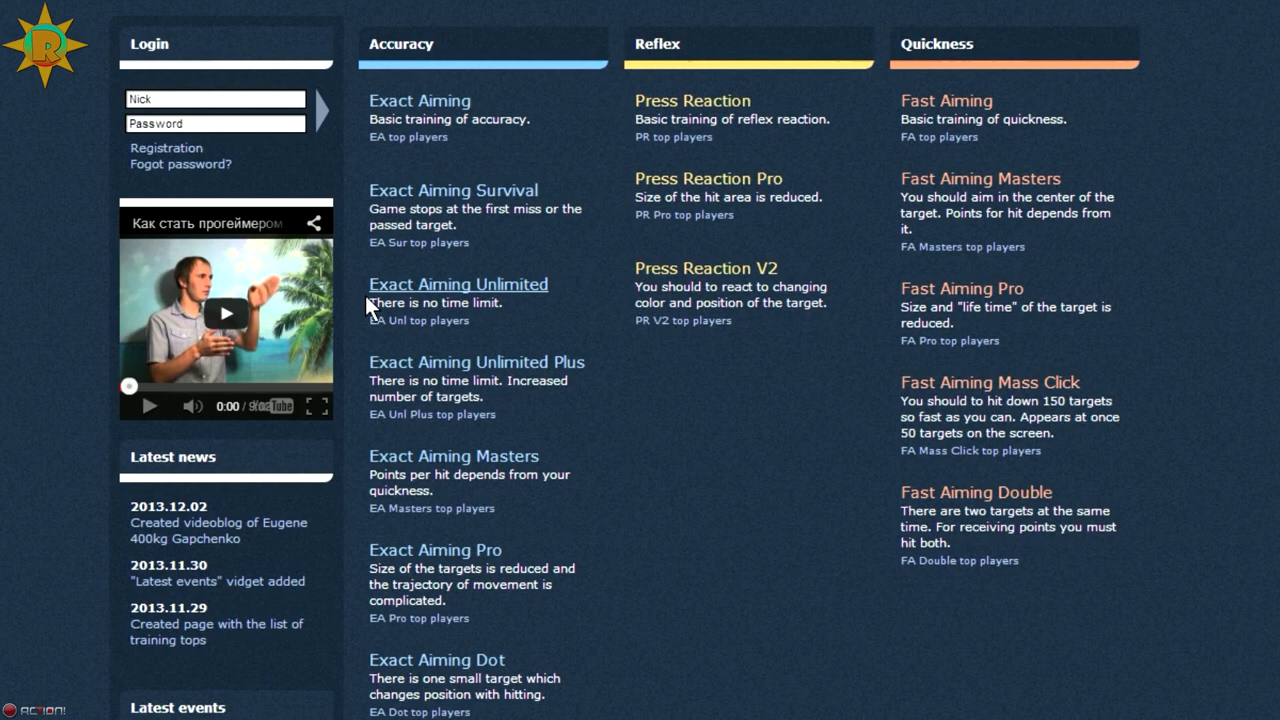 R
Login
Nick
Password
Registration
Fogot password?
Как стать прогеймером
0:00
YouTube
Latest news
2013.12.02
Created videoblog of Eugene
400kg Gapchenko
2013.11.30
"Latest events" vidget added
2013.11.29
Created page with the list of
training tops
Latest events
ACTION!
Accuracy
Exact Aiming
Basic training of accuracy.
EA top players
Exact Aiming Survival
Game stops at the first miss or the
passed target.
EA Sur top players
Exact Aiming Unlimited
There is no time limit.
EA Unl top players
Exact Aiming Unlimited Plus
There is no time limit. Increased
number of targets.
EA Unl Plus top players
Exact Aiming Masters
Points per hit depends from your
quickness.
EA Masters top players
Exact Aiming Pro
Size of the targets is reduced and
the trajectory of movement is
complicated.
EA Pro top players
Exact Aiming Dot
There is one small target which
changes position with hitting.
EA Dot top players
Reflex
Press Reaction
Basic training of reflex reaction.
PR top players
Press Reaction Pro
Size of the hit area is reduced.
PR Pro top players
Press Reaction V2
You should to react to changing
color and position of the target.
PR V2 top players
Quickness
Fast Aiming
Basic training of quickness.
FA top players
Fast Aiming Masters
You should aim in the center of the
target. Points for hit depends from
it.
FA Masters top players
Fast Aiming Pro
Size and "life time" of the target is
reduced.
FA Pro top players
Fast Aiming Mass Click
You should to hit down 150 targets
so fast as you can. Appears at once
50 targets on the screen.
FA Mass Click top players
Fast Aiming Double
There are two targets at the same
time. For receiving points you must
hit both.
FA Double top players